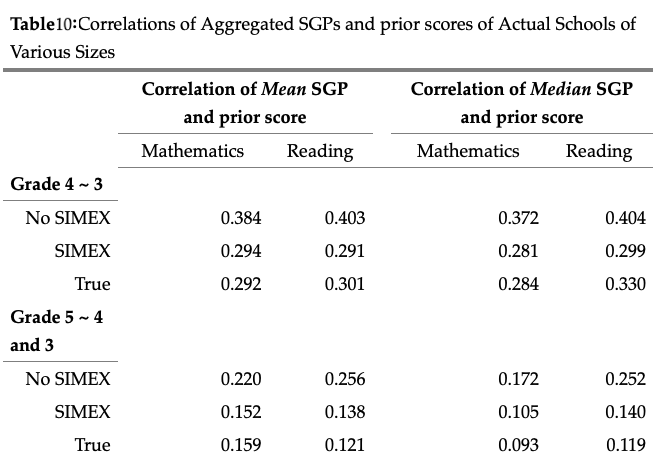 Table10:Correlations of Aggregated SGPs and prior scores of Actual Schools of
Various Sizes
Correlation of Mean SGP Correlation of Median SGP
and prior score and prior score
Mathematics Reading Mathematics Reading
Grade 4 ~ 3
No SIMEX 0.384 0.403 0.372 0.404
SIMEX 0.294 0.291 0.281 0.299
True 0.292 0.301 0.284 0.330
Grade 5 ~ 4
and 3
No SIMEX 0.220 0.256 0.172 0.252
SIMEX 0.152 0.138 0.105 0.140
True 0.159 0.121 0.093 0.119